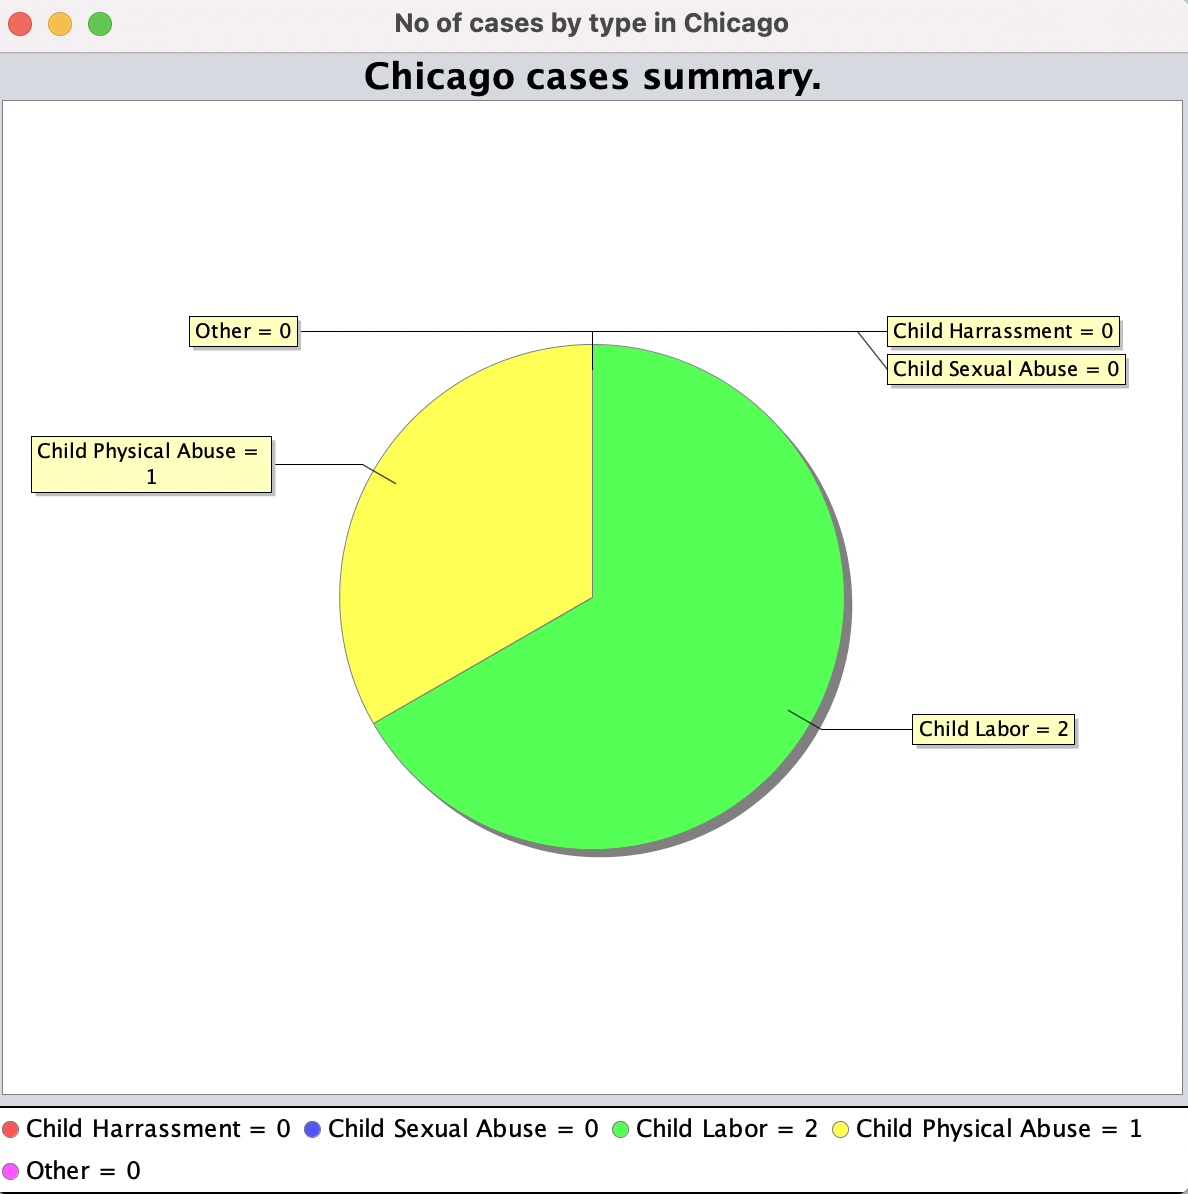 No of cases by type in Chicago
Chicago cases summary.
Other = 0
Child Harrassment = 0
Child Sexual Abuse = 0
Child Physical Abuse =
1
Child Labor = 2
Child Harrassment = 0 Child Sexual Abuse = 0 Child Labor = 2 Child Physical Abuse = 1
Other = 0